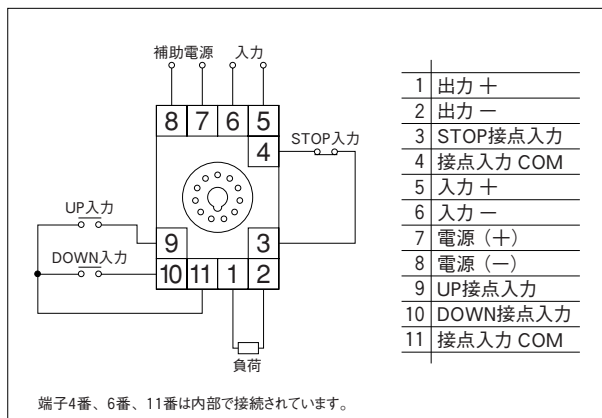 補助電源 入力
8 7 6 5
4 STOP入力
UP入力
9 3
DOWN入力
10 11 1 2
負荷
1 出力 +
2 出力 −
3 STOP接点入力
4 接点入力 COM
5 入力 +
6 入力 −
7 電源（+）
8 電源（−）
9 UP接点入力
10 DOWN接点入力
11 接点入力 COM
端子4番、6番、11番は内部で接続されています。